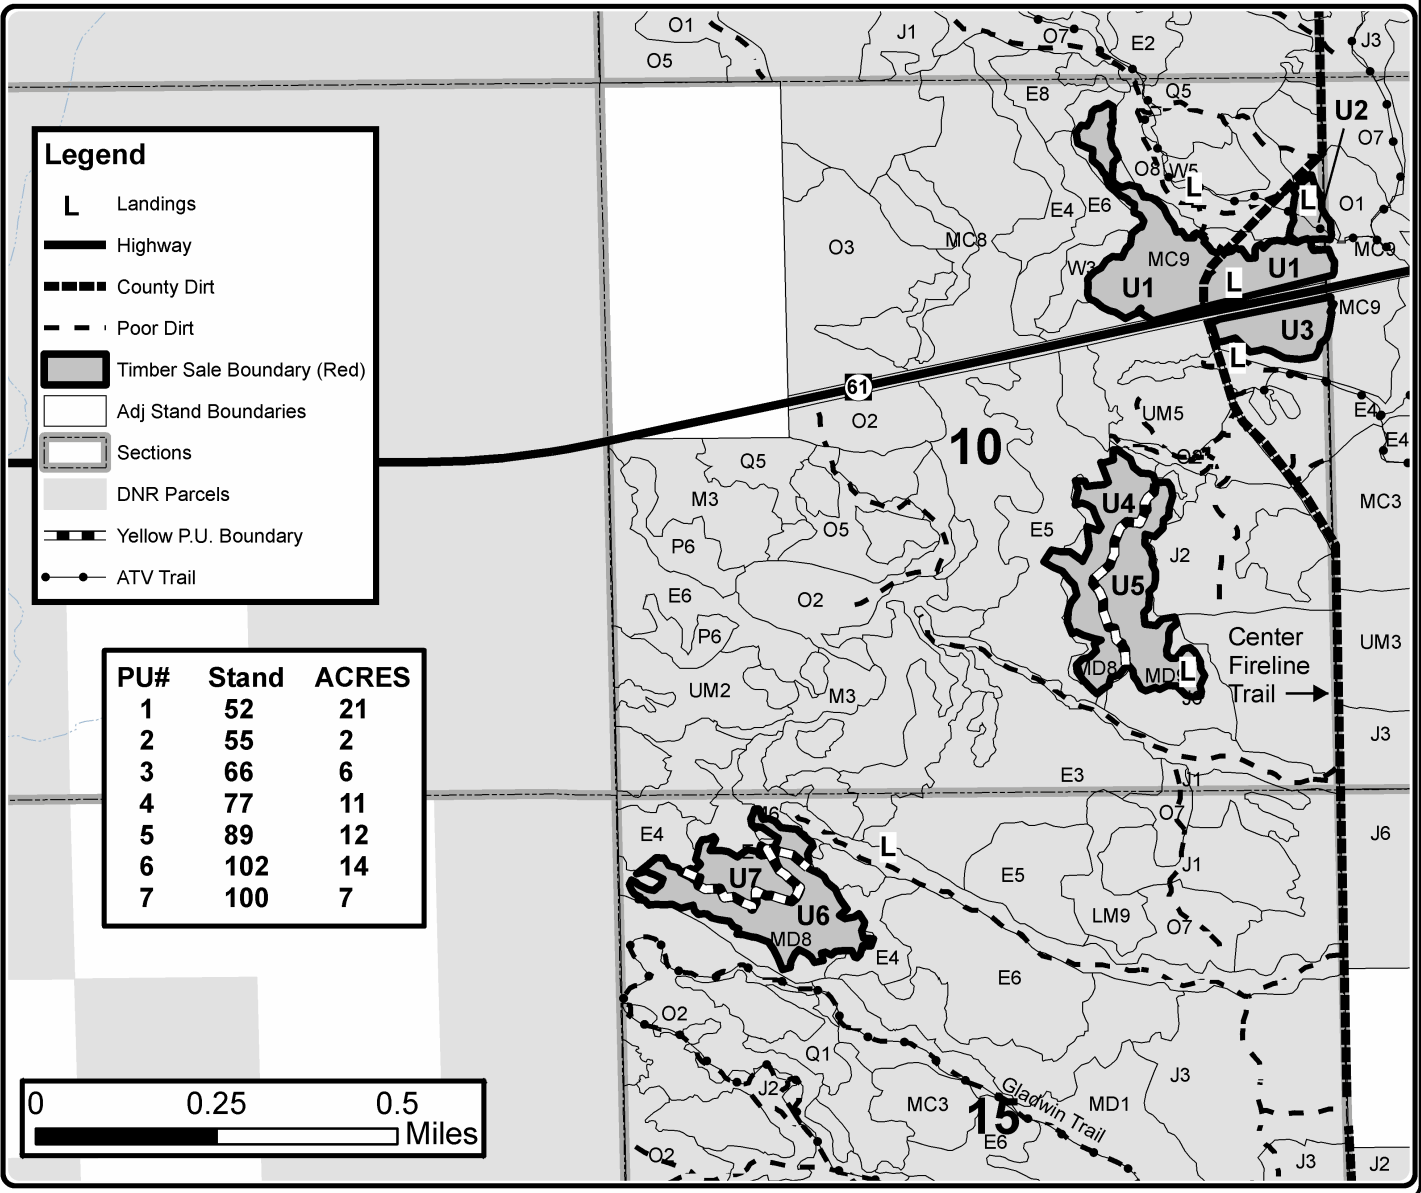 O1
J1
O7
E2
J3
O5
E8
Q5
U2
O7
O8
W5
L
L
O1
E4
E6
MC8
O3
MC9
MC9
W3
U1
L
U1
MC9
U3
L
61
O2
UM5
E4
10
E4
Q5
O2
M3
U4
MC3
O5
E5
P6
J2
U5
E6
O2
P6
Center
Fireline
Trail
UM3
MD8
L
UM2
M3
J3
E3
J1
O7
E4
J6
L
J1
E5
U7
U6
LM9
O7
MD8
E4
E6
O2
Q1
J3
J2
MC3
Gladwin Trail
MD1
15
E6
O2
J3
J2
Legend
L Landings
Highway
County Dirt
Poor Dirt
Timber Sale Boundary (Red)
Adj Stand Boundaries
Sections
DNR Parcels
Yellow P.U. Boundary
ATV Trail
PU# Stand ACRES
1 52 21
2 55 2
3 66 6
4 77 11
5 89 12
6 102 14
7 100 7
0 0.25 0.5
Miles